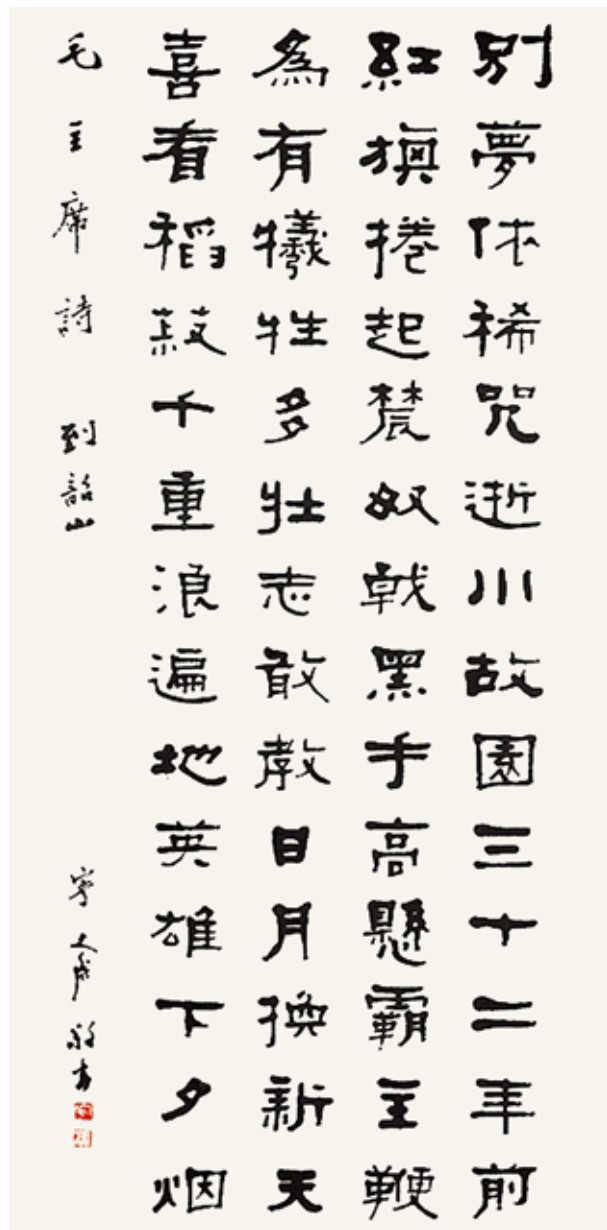 別夢依稀咒逝川故園三十二年前
紅旗捲起農奴戟黑手高懸霸主鞭
為有犧牲多壯志敢教日月換新天
喜看稻菽千重浪遍地英雄下夕烟
毛主席詩 到韶山
敬書